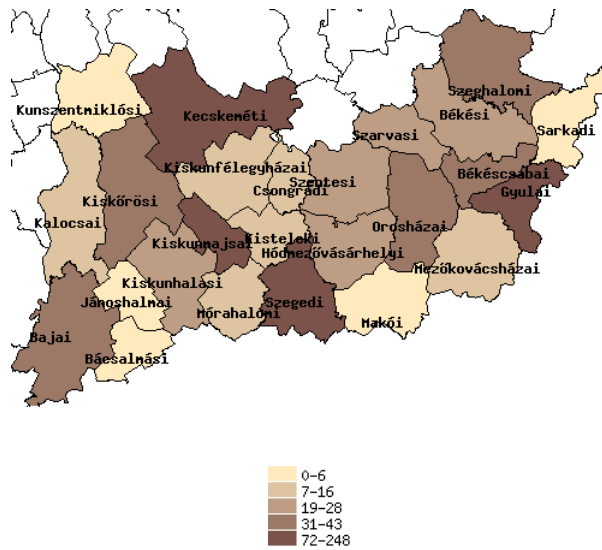 Szeghalomi
Kunszentmiklósi
Kecskeméti
Békési
Sarkadi
Szarvasi
Kiskunfélegyházai
Békéscsabai
Szentesi
Csongrádi
Gyulai
Kiskőrösi
Kalocsai
Orosházai
Kiskunmajsai
Kisteleki
Hódmezővásárhelyi
Mezőkovácsházai
Kiskunhalasi
Jánoshalmai
Szegedi
Mórahalomi
Makói
Bajai
Bácsalmási
0-6
7-16
19-28
31-43
72-248